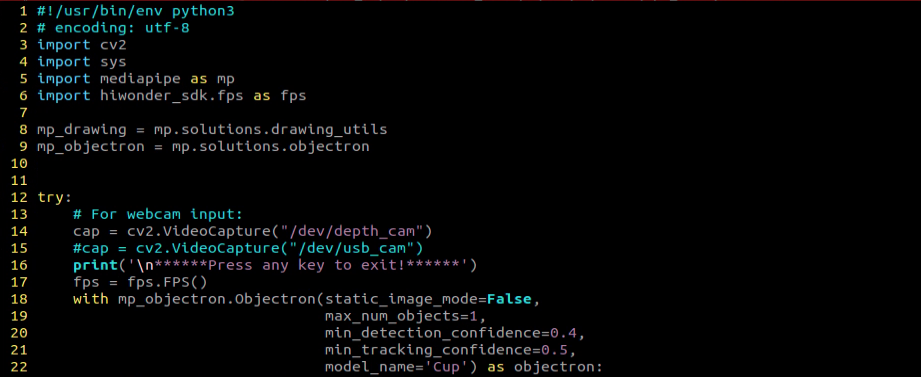 1 #!/usr/bin/env python3
2 # encoding: utf-8
3 import cv2
4 import sys
5 import mediapipe as mp
6 import hiwonder_sdk.fps as fps
7
8 mp_drawing = mp.solutions.drawing_utils
9 mp_objectron = mp.solutions.objectron
10
11
12 try:
13     # For webcam input:
14     cap = cv2.VideoCapture("/dev/depth_cam")
15     #cap = cv2.VideoCapture("/dev/usb_cam")
16     print('\n******Press any key to exit!******')
17     fps = fps.FPS()
18     with mp_objectron.Objectron(static_image_mode=False,
19                                 max_num_objects=1,
20                                 min_detection_confidence=0.4,
21                                 min_tracking_confidence=0.5,
22                                 model_name='Cup') as objectron: